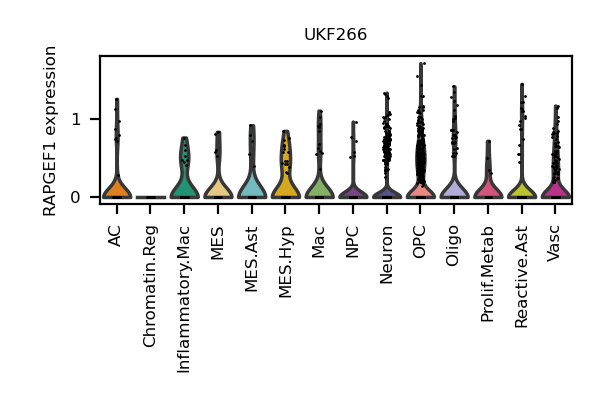 UKF266
RAPGEF1 expression
1
0
AC
Chromatin.Reg
Inflammatory.Mac
MES
MES.Ast
MES.Hyp
Mac
NPC
Neuron
OPC
Oligo
Prolif.Metab
Reactive.Ast
Vasc